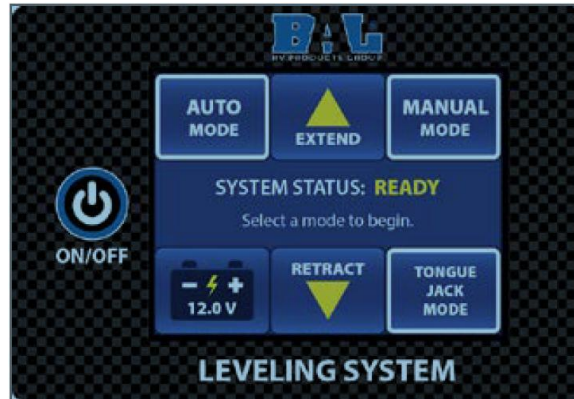 BAL
RV PRODUCTS GROUP
AUTO
MODE
EXTEND
MANUAL
MODE
SYSTEM STATUS: READY
Select a mode to begin.
ON/OFF
- +
12.0 V
RETRACT
TONGUE
JACK
MODE
LEVELING SYSTEM